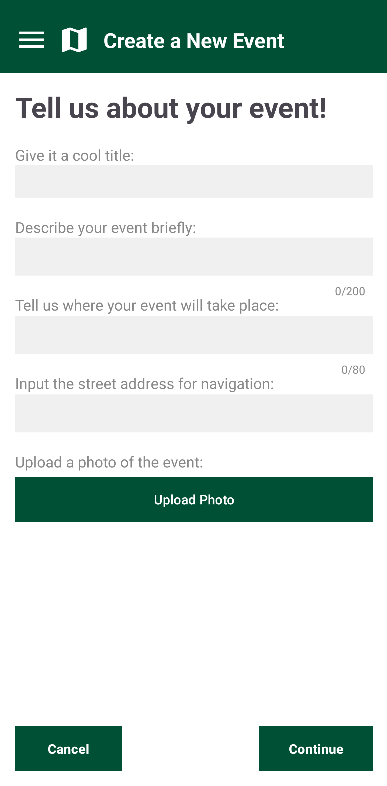 Create a New Event
Tell us about your event!
Give it a cool title:
Describe your event briefly:
0/200
Tell us where your event will take place:
0/80
Input the street address for navigation:
Upload a photo of the event:
Upload Photo
Cancel
Continue